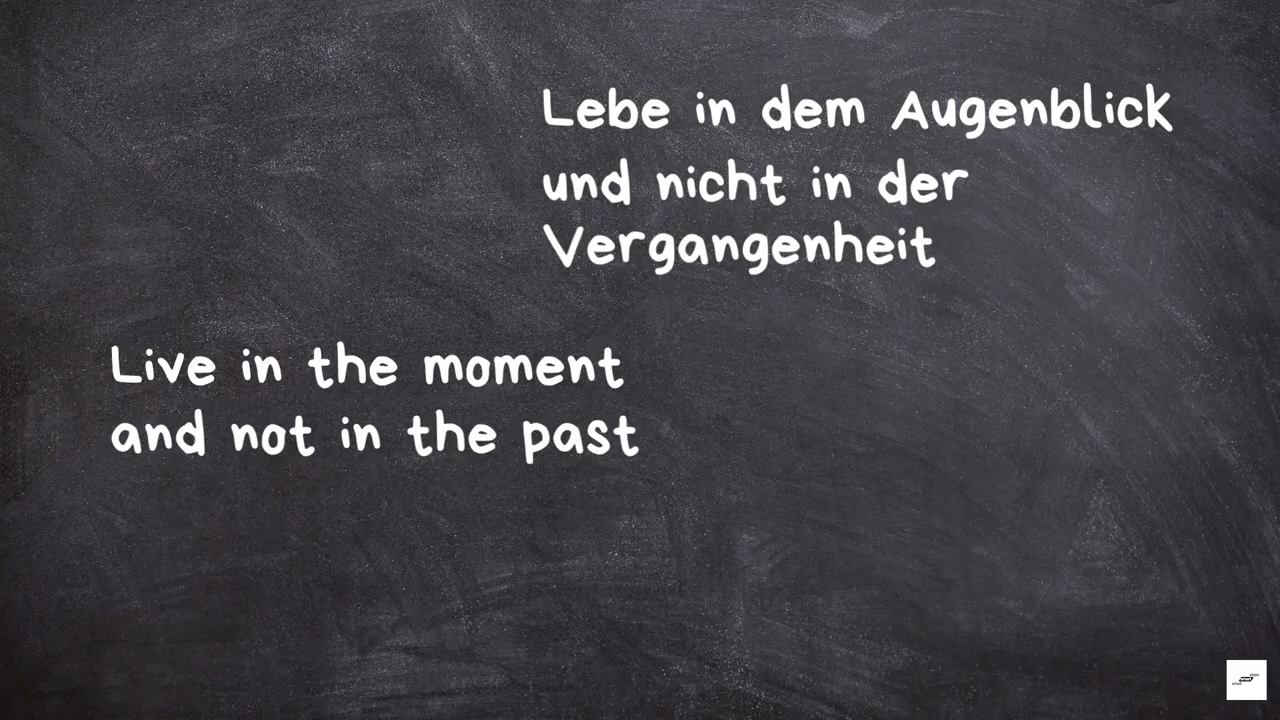 Lebe in dem Augenblick
und nicht in der
Vergangenheit
Live in the moment
and not in the past